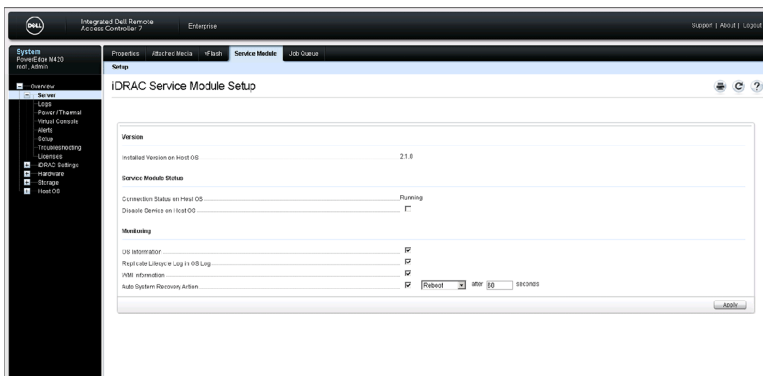 DELL
Integrated Dell Remote
Access Controller 7
Enterprise
Support | About | Logout
System
PowerEdge M420
root, Admin
Overview
Server
Logs
Power / Thermal
Virtual Console
Alerts
Setup
Troubleshooting
Licenses
iDRAC Settings
Hardware
Storage
Host OS
Properties
Attached Media
vFlash
Service Module
Job Queue
Setup
iDRAC Service Module Setup
Version
Installed Version on Host OS
2.1.0
Service Module Status
Connection Status on Host OS
Running
Disable Service on Host OS
Monitoring
OS Information
Replicate Lifecycle Log in OS Log
WMI Information
Auto System Recovery Action
Reboot after 60 seconds
Apply